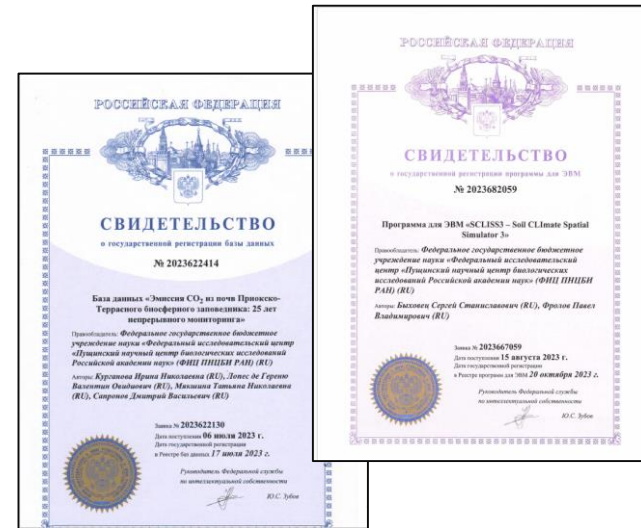 РОССИЙСКАЯ ФЕДЕРАЦИЯ
СВИДЕТЕЛЬСТВО
о государственной регистрации базы данных
№ 2023622414
База данных «Эмиссия CO₂ из почв Приокско-
Террасного биосферного заповедника: 25 лет
непрерывного мониторинга»
Правообладатель: Федеральное государственное бюджетное
учреждение науки «Федеральный исследовательский центр
«Пущинский научный центр биологических исследований
Российской академии наук» (ФИЦ ПНЦБИ РАН) (RU)
Авторы: Курганова Ирина Николаевна (RU), Лопес де Гереню
Валентин Овидиович (RU), Мякшина Татьяна Николаевна
(RU), Сапронов Дмитрий Васильевич (RU)
Заявка № 2023622130
Дата поступления 06 июля 2023 г.
Дата государственной регистрации
в Реестре баз данных 17 июля 2023 г.
Руководитель Федеральной службы
по интеллектуальной собственности
Ю.С. Зубов
РОССИЙСКАЯ ФЕДЕРАЦИЯ
СВИДЕТЕЛЬСТВО
о государственной регистрации программы для ЭВМ
№ 2023682059
Программа для ЭВМ «SCLISS3 – Soil CLImate Spatial
Simulator 3»
Правообладатель: Федеральное государственное бюджетное
учреждение науки «Федеральный исследовательский
центр «Пущинский научный центр биологических
исследований Российской академии наук» (ФИЦ ПНЦБИ
РАН) (RU)
Авторы: Быховец Сергей Станиславович (RU), Фролов Павел
Владимирович (RU)
Заявка № 2023667059
Дата поступления 15 августа 2023 г.
Дата государственной регистрации
в Реестре программ для ЭВМ 20 октября 2023 г.
Руководитель Федеральной службы
по интеллектуальной собственности
Ю.С. Зубов